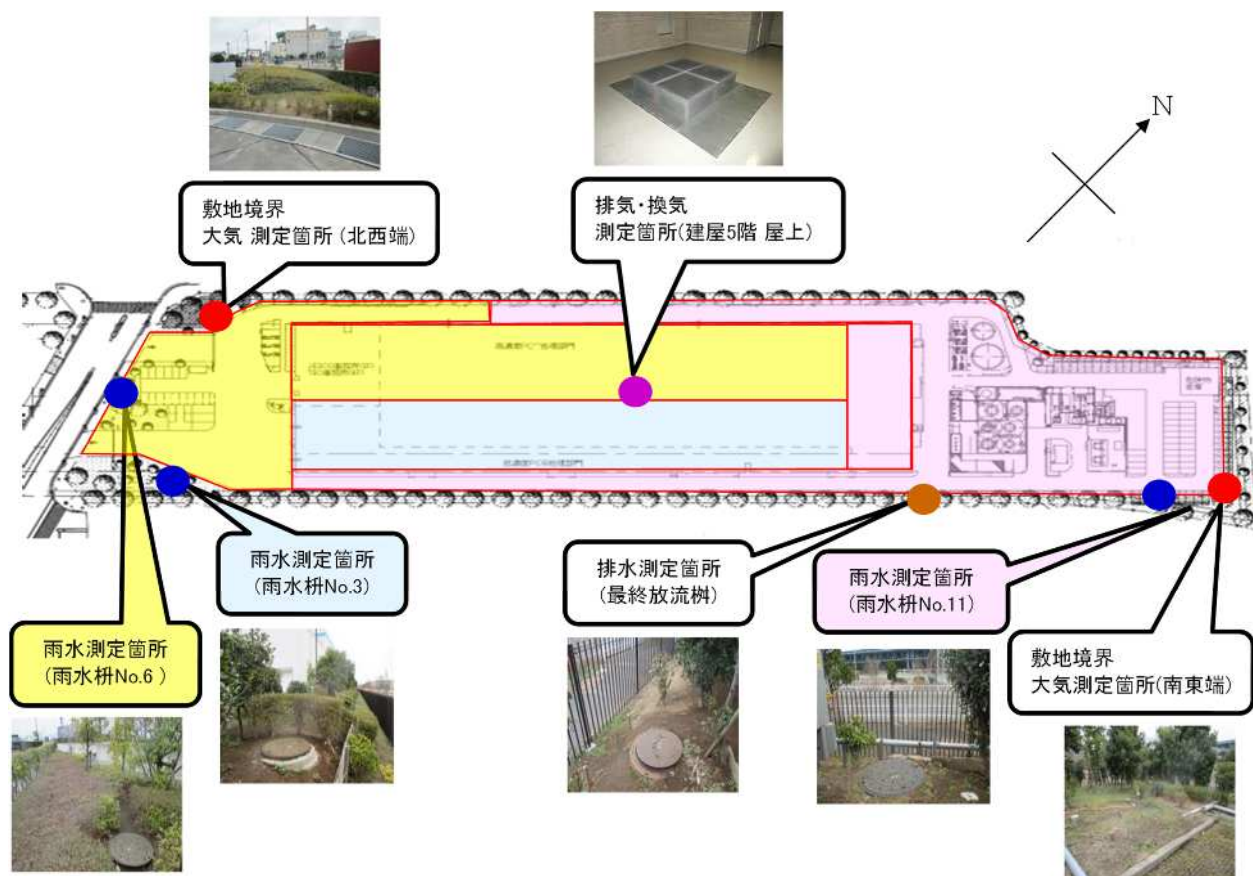 N
敷地境界
大気 測定箇所 (北西端)
排気・換気
測定箇所(建屋5階 屋上)
雨水測定箇所
(雨水枡No.3)
排水測定箇所
(最終放流桝)
雨水測定箇所
(雨水枡No.11)
雨水測定箇所
(雨水枡No.6 )
敷地境界
大気測定箇所(南東端)